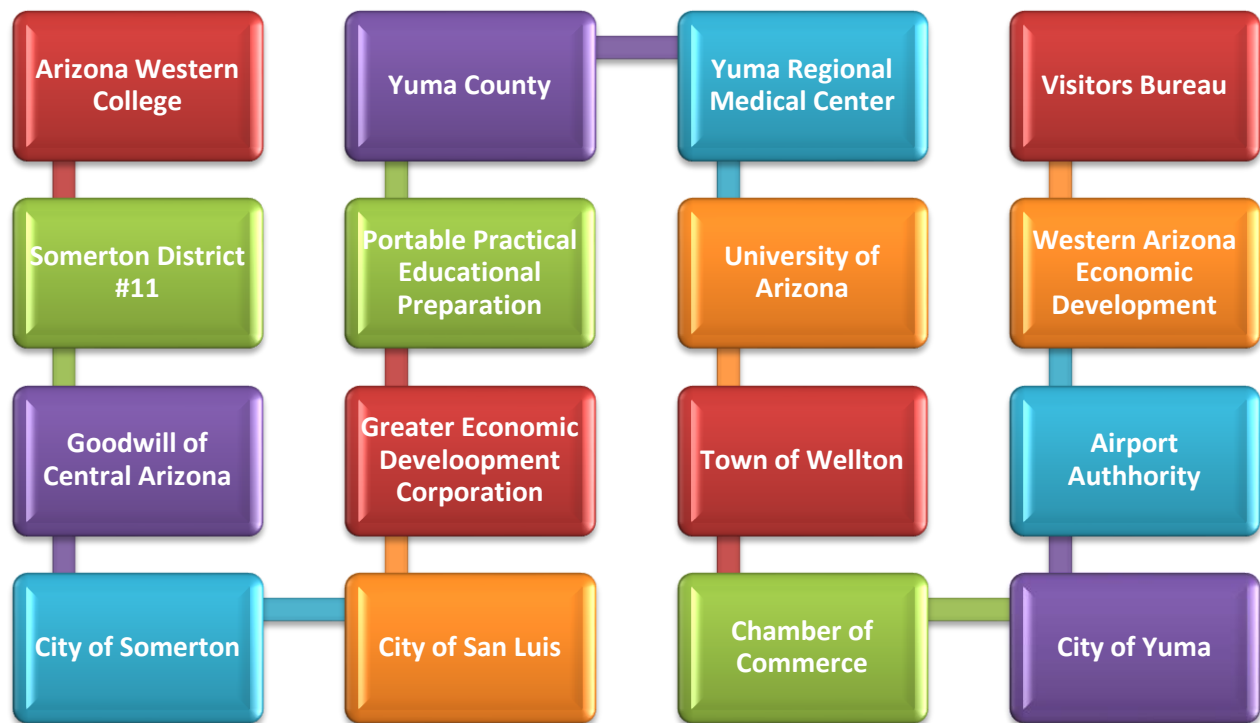 Arizona Western
College
Somerton District
#11
Goodwill of
Central Arizona
City of Somerton
City of San Luis
Greater Economic
Develoopment
Corporation
Portable Practical
Educational
Preparation
Yuma County
Yuma Regional
Medical Center
University of
Arizona
Town of Wellton
Chamber of
Commerce
City of Yuma
Airport
Authhority
Western Arizona
Economic
Development
Visitors Bureau